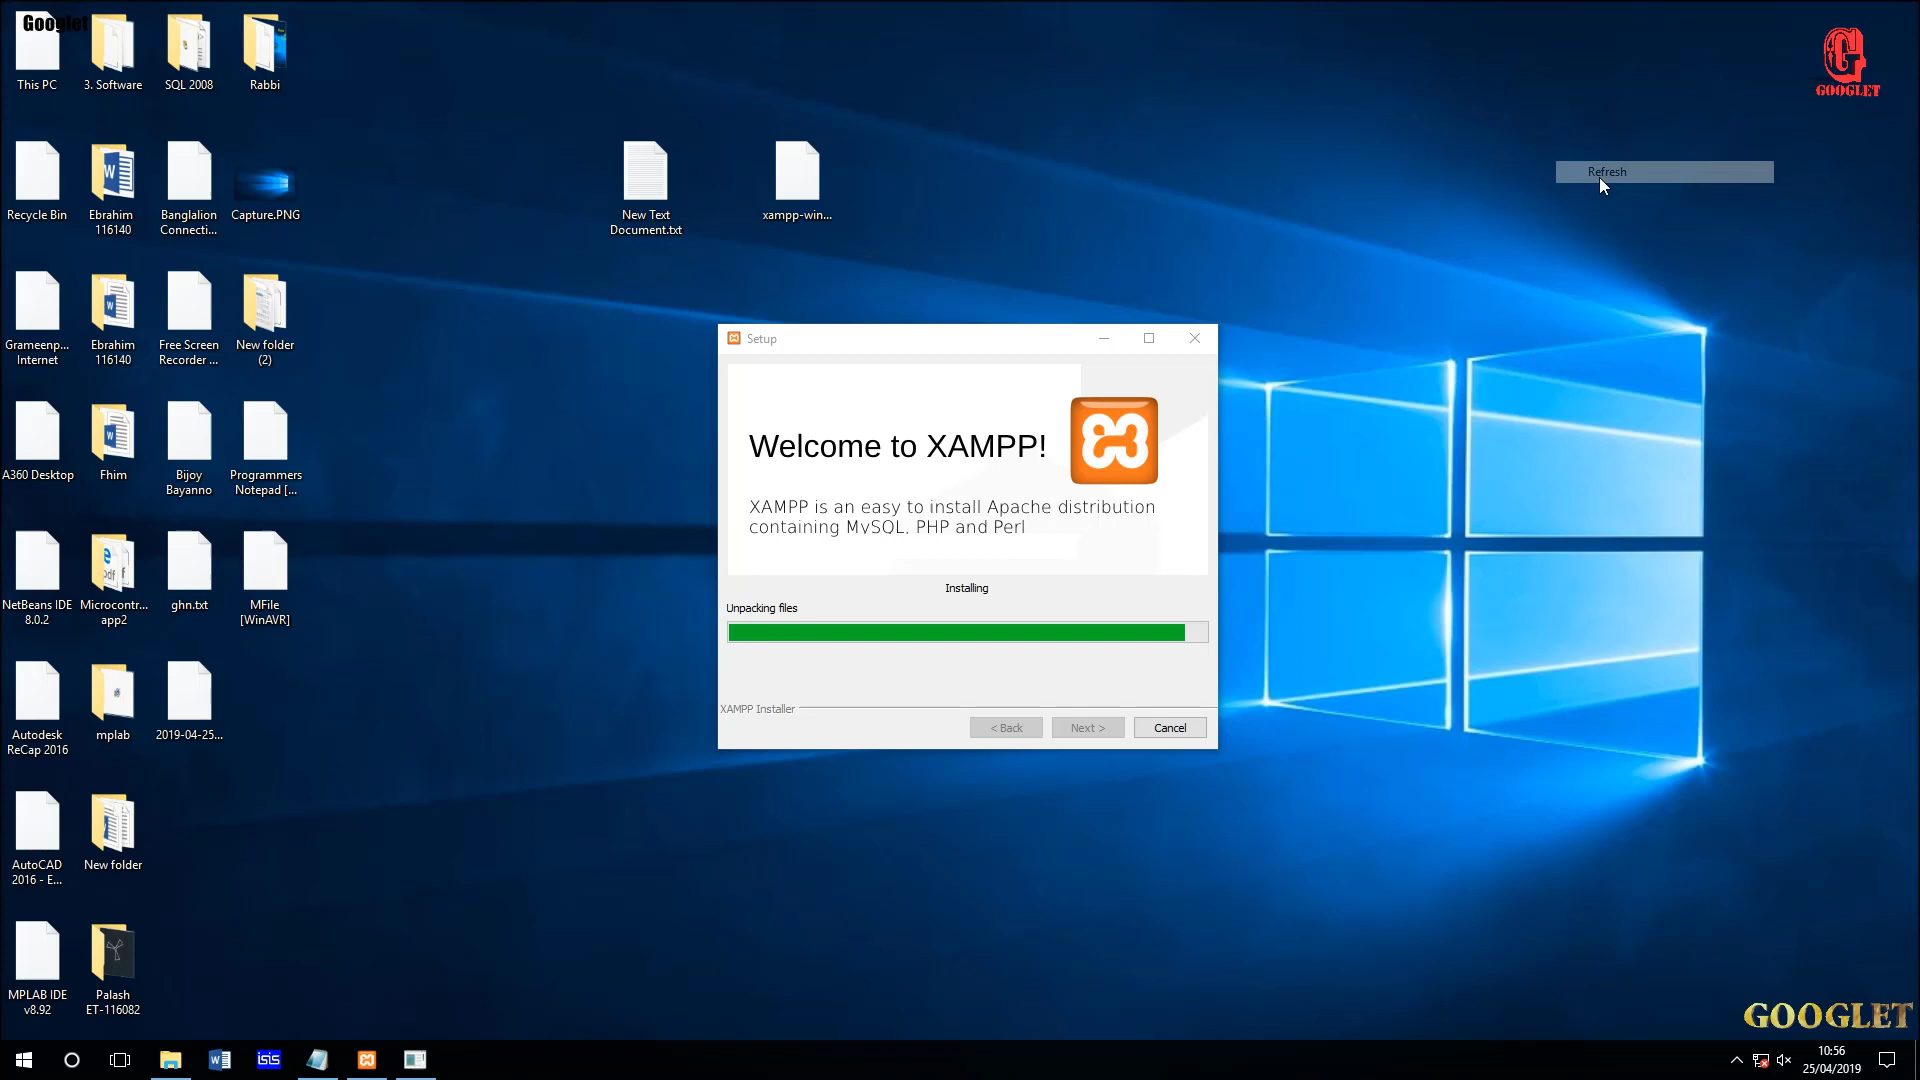 Googlet
This PC
3. Software
SQL 2008
Rabbi
GOOGLET
Recycle Bin
Ebrahim
116140
Banglalion
Connecti...
Capture.PNG
New Text
Document.txt
xampp-win...
Refresh
Grameenp...
Internet
Ebrahim
116140
Free Screen
Recorder ...
New folder
(2)
Setup
Welcome to XAMPP!
XAMPP is an easy to install Apache distribution
containing MySQL, PHP and Perl
A360 Desktop
Fhim
Bijoy
Bayanno
Programmers
Notepad [...
Installing
Unpacking files
NetBeans IDE
8.0.2
Microcontr...
app2
ghn.txt
MFile
[WinAVR]
XAMPP Installer
< Back
Next >
Cancel
Autodesk
ReCap 2016
mplab
2019-04-25...
AutoCAD
2016 - E...
New folder
MPLAB IDE
v8.92
Palash
ET-116082
GOOGLET
isis
10:56
25/04/2019